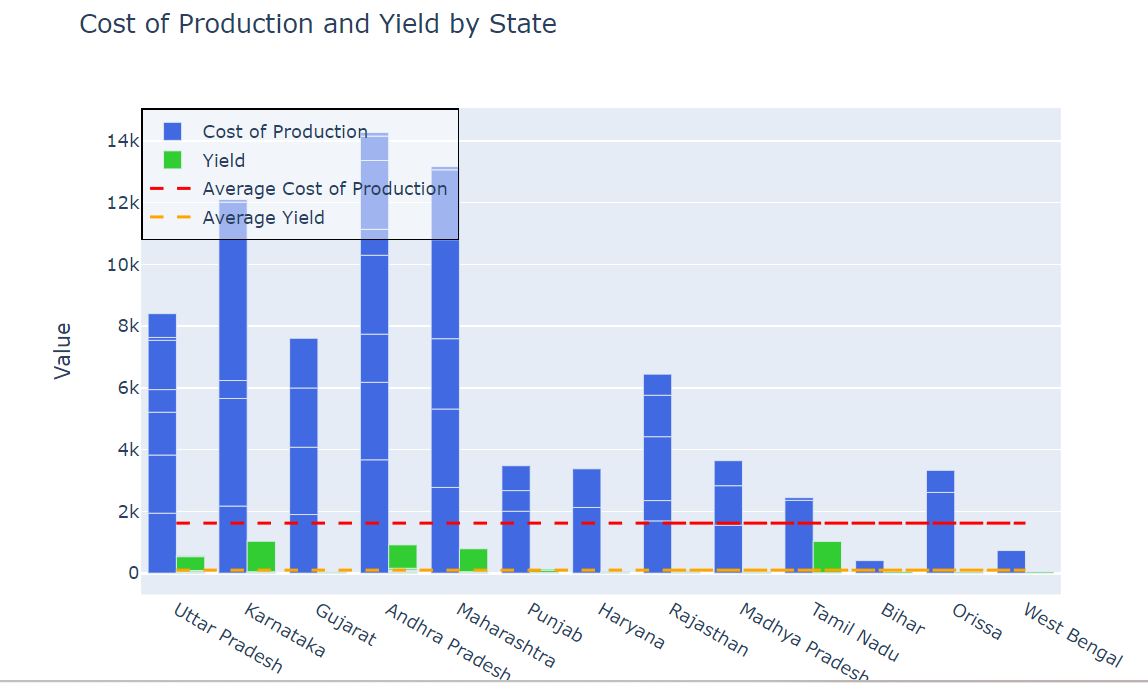 Cost of Production and Yield by State
Value
14k
12k
10k
8k
6k
4k
2k
0
Cost of Production
Yield
Average Cost of Production
Average Yield
Uttar Pradesh
Karnataka
Gujarat
Andhra Pradesh
Maharashtra
Punjab
Haryana
Rajasthan
Madhya Pradesh
Tamil Nadu
Bihar
Orissa
West Bengal